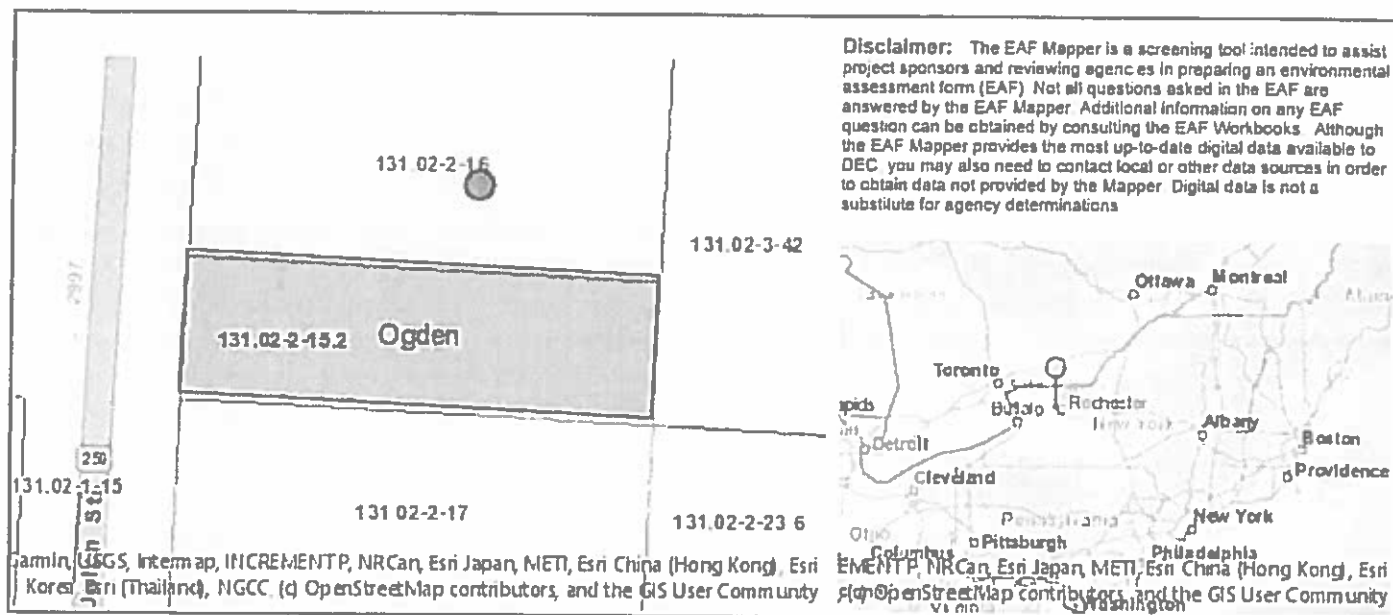 Disclaimer: The EAF Mapper is a screening tool intended to assist
project sponsors and reviewing agencies in preparing an environmental
assessment form (EAF) Not all questions asked in the EAF are
answered by the EAF Mapper Additional information on any EAF
question can be obtained by consulting the EAF Workbooks Although
the EAF Mapper provides the most up-to-date digital data available to
DEC you may also need to contact local or other data sources in order
to obtain data not provided by the Mapper Digital data is not a
substitute for agency determinations
131.02-2-16
131.02-3-42
131.02-2-15.2
Ogden
250
131.02-1-15
131 02-2-17
131.02-2-23 6
Garmin, USGS, Intermap, INCREMENT P, NRCan, Esri Japan, METI, Esri China (Hong Kong), Esri
Korea, Esri (Thailand), NGCC, (c) OpenStreetMap contributors, and the GIS User Community
Ottawa
Montreal
Toronto
Rochester
Buffalo
New York
apids
Detroit
Albany
Boston
Cleveland
Providence
Pennsylvania
New York
Pittsburgh
Columbus
Philadelphia
EMENT P, NRCan, Esri Japan, METI, Esri China (Hong Kong), Esri
(c) OpenStreetMap contributors, and the GIS User Community
Washington